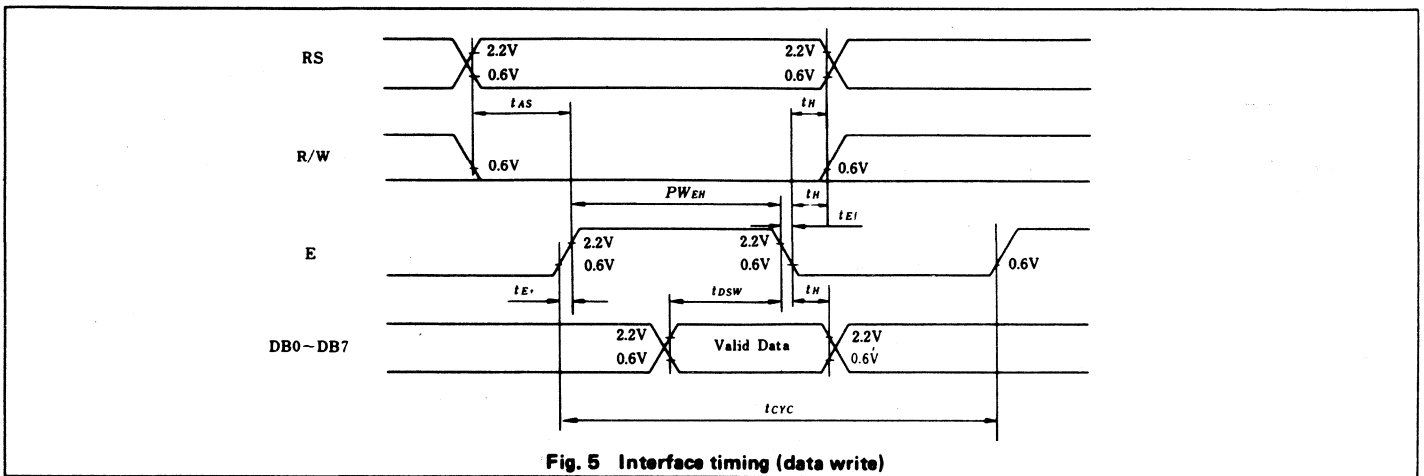 RS
2.2V
0.6V
2.2V
0.6V
tAS
tH
R/W
0.6V
0.6V
PWEH
tH
tEf
E
2.2V
0.6V
2.2V
0.6V
0.6V
tEr
tDSW
tH
DB0~DB7
2.2V
0.6V
Valid Data
2.2V
0.6V
tCYC
Fig. 5 Interface timing (data write)